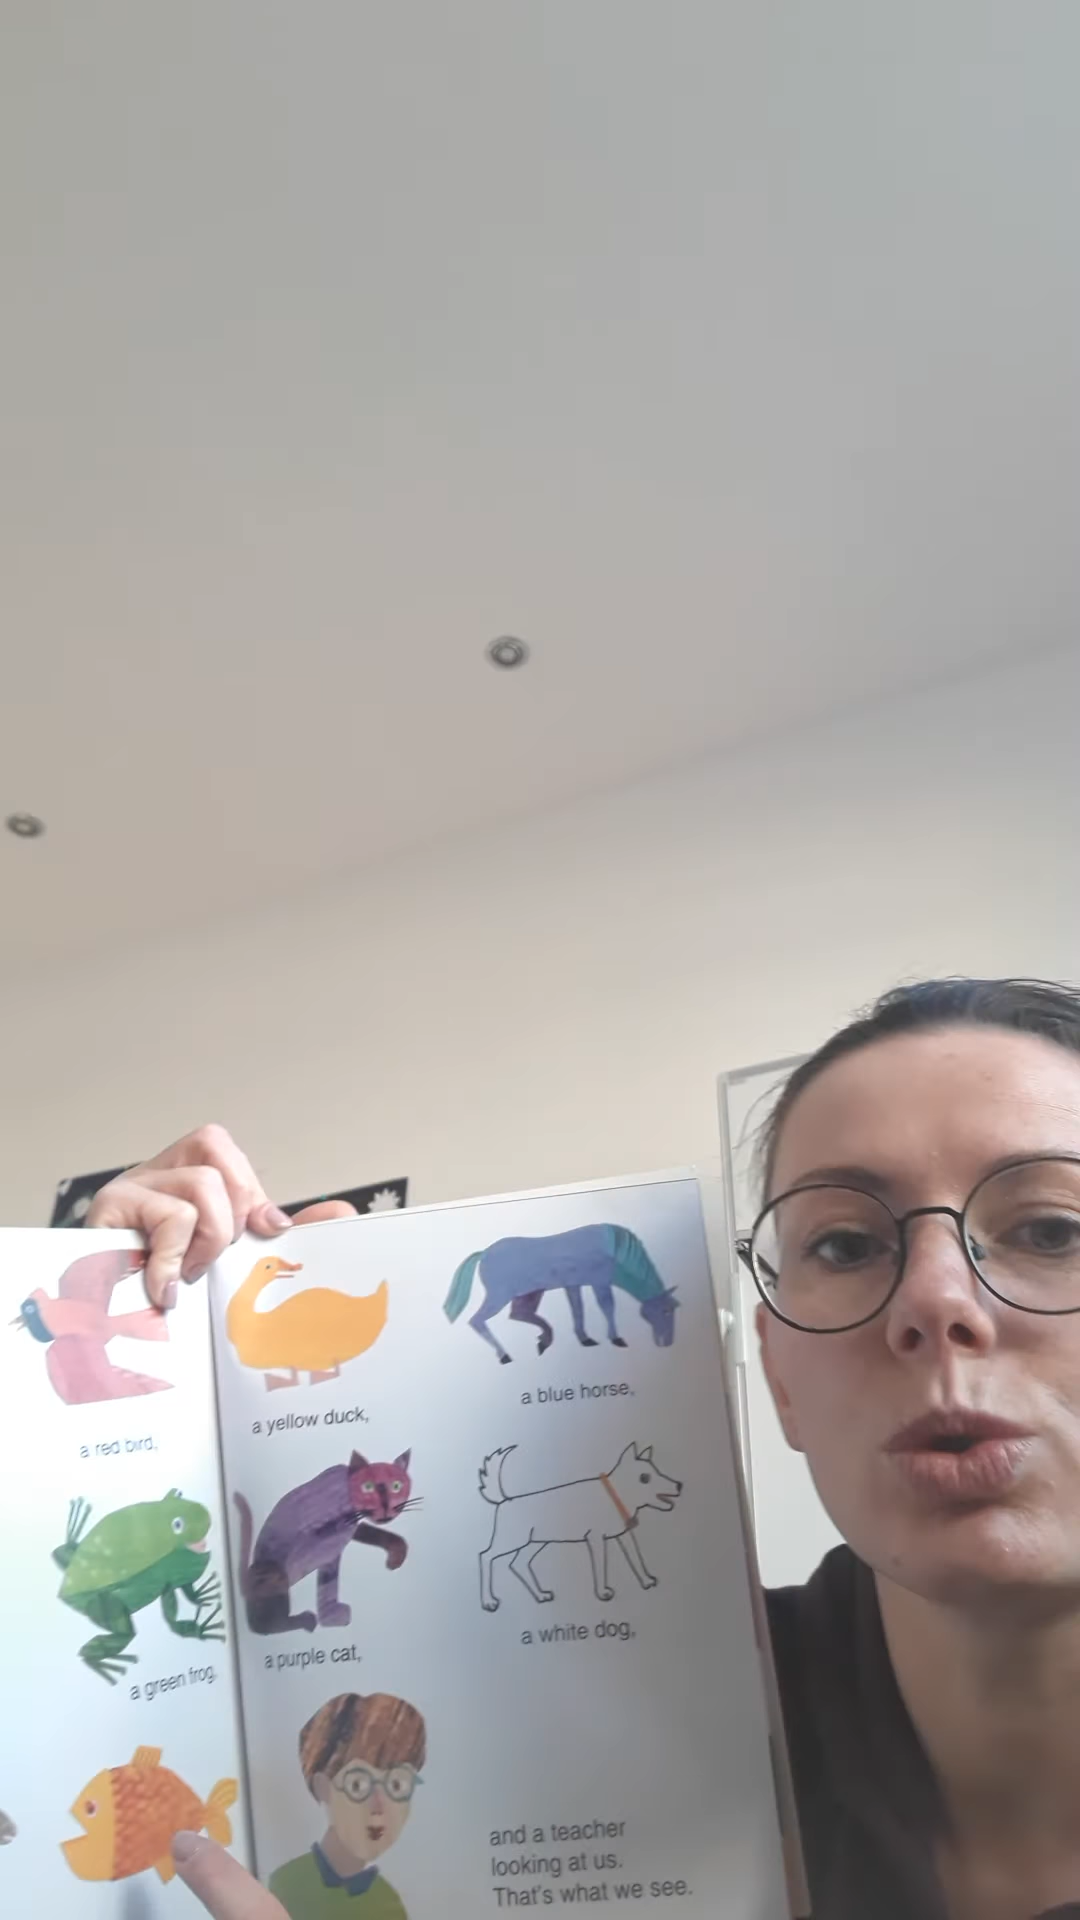 a red bird,
a yellow duck,
a blue horse,
a green frog,
a purple cat,
a white dog,
and a teacher
looking at us.
That's what we see.